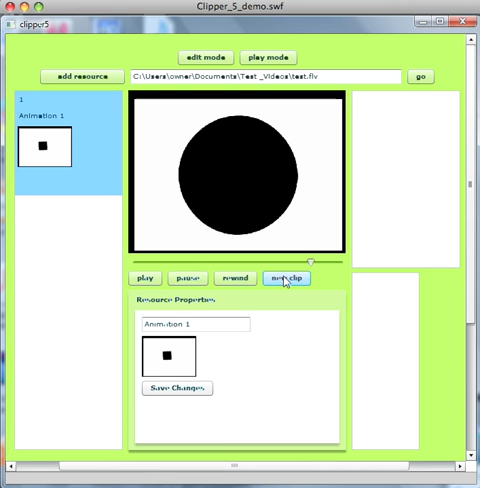 Clipper_5_demo.swf
clipper5
edit mode
play mode
add resource
C:\Users\owner\Documents\Test _Videos\test.flv
go
1
Animation 1
play
pause
rewind
new clip
Resource Properties
Animation 1
Save Changes